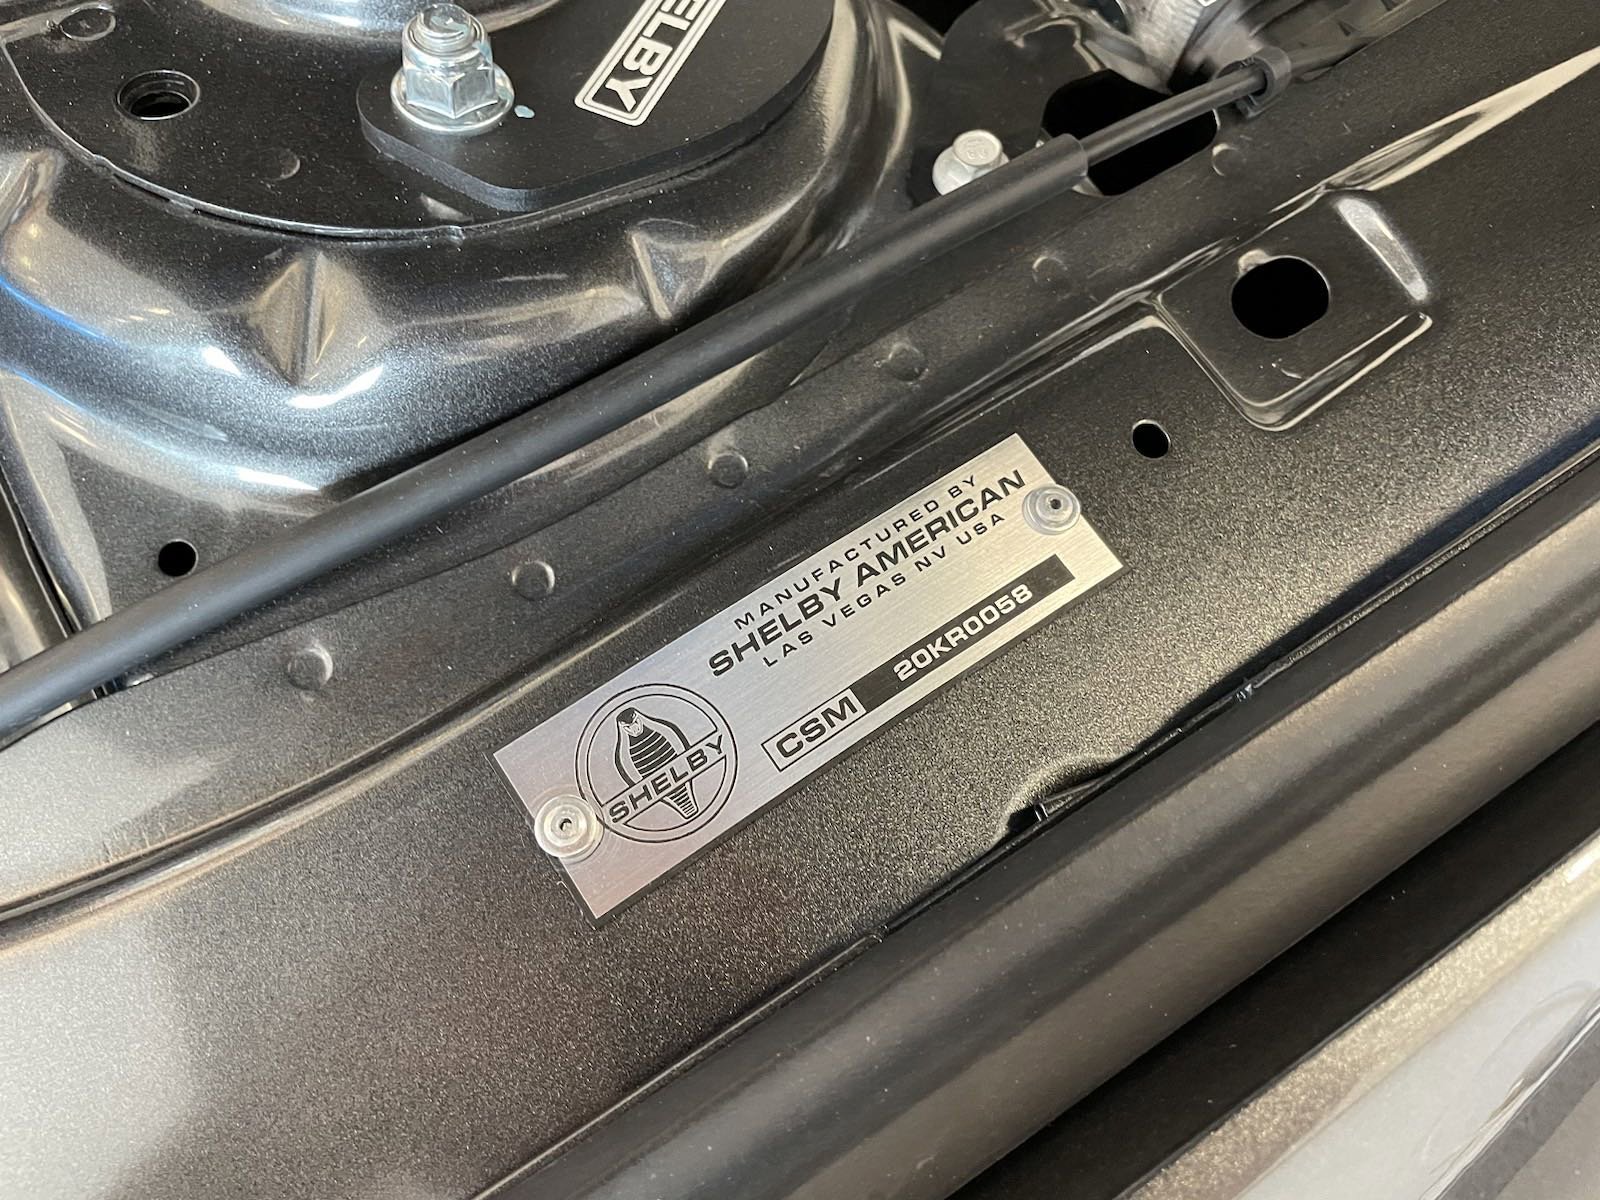 SHELBY
MANUFACTURED BY
SHELBY AMERICAN
LAS VEGAS NV USA
CSM 20KR0058
SHELBY